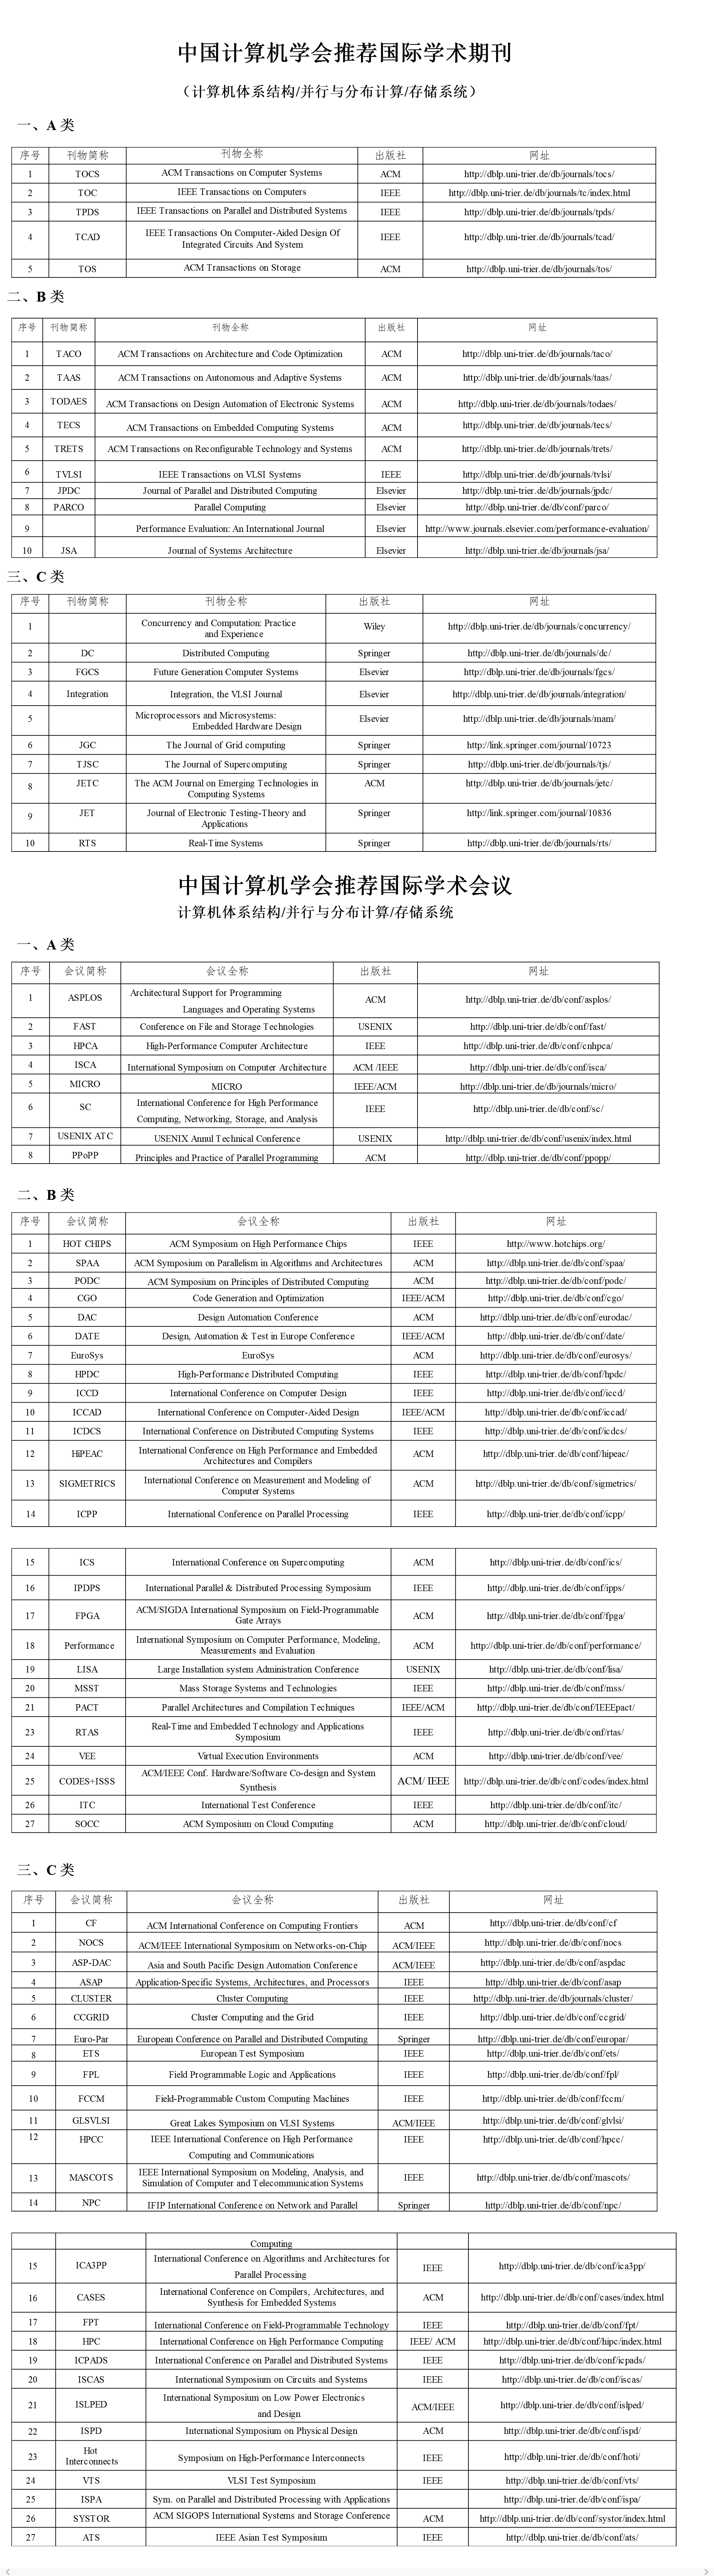 中国计算机学会推荐国际学术期刊
（计算机体系结构/并行与分布计算/存储系统）
一、A 类
序号 刊物简称 刊物全称 出版社 网址
1 TOCS ACM Transactions on Computer Systems ACM http://dblp.uni-trier.de/db/journals/tocs/
2 TOC IEEE Transactions on Computers IEEE http://dblp.uni-trier.de/db/journals/tc/index.html
3 TPDS IEEE Transactions on Parallel and Distributed Systems IEEE http://dblp.uni-trier.de/db/journals/tpds/
4 TCAD IEEE Transactions On Computer-Aided Design Of IEEE http://dblp.uni-trier.de/db/journals/tcad/
Integrated Circuits And System
5 TOS ACM Transactions on Storage ACM http://dblp.uni-trier.de/db/journals/tos/
二、B 类
序号 刊物简称 刊物全称 出版社 网址
1 TACO ACM Transactions on Architecture and Code Optimization ACM http://dblp.uni-trier.de/db/journals/taco/
2 TAAS ACM Transactions on Autonomous and Adaptive Systems ACM http://dblp.uni-trier.de/db/journals/taas/
3 TODAES ACM Transactions on Design Automation of Electronic Systems ACM http://dblp.uni-trier.de/db/journals/todaes/
4 TECS ACM Transactions on Embedded Computing Systems ACM http://dblp.uni-trier.de/db/journals/tecs/
5 TRETS ACM Transactions on Reconfigurable Technology and Systems ACM http://dblp.uni-trier.de/db/journals/trets/
6 TVLSI IEEE Transactions on VLSI Systems IEEE http://dblp.uni-trier.de/db/journals/tvlsi/
7 JPDC Journal of Parallel and Distributed Computing Elsevier http://dblp.uni-trier.de/db/journals/jpdc/
8 PARCO Parallel Computing Elsevier http://dblp.uni-trier.de/db/conf/parco/
9 Performance Evaluation: An International Journal Elsevier http://www.journals.elsevier.com/performance-evaluation/
10 JSA Journal of Systems Architecture Elsevier http://dblp.uni-trier.de/db/journals/jsa/
三、C 类
序号 刊物简称 刊物全称 出版社 网址
1 Concurrency and Computation: Practice Wiley http://dblp.uni-trier.de/db/journals/concurrency/
and Experience
2 DC Distributed Computing Springer http://dblp.uni-trier.de/db/journals/dc/
3 FGCS Future Generation Computer Systems Elsevier http://dblp.uni-trier.de/db/journals/fgcs/
4 Integration Integration, the VLSI Journal Elsevier http://dblp.uni-trier.de/db/journals/integration/
5 Microprocessors and Microsystems: Elsevier http://dblp.uni-trier.de/db/journals/mam/
Embedded Hardware Design
6 JGC The Journal of Grid computing Springer http://link.springer.com/journal/10723
7 TJSC The Journal of Supercomputing Springer http://dblp.uni-trier.de/db/journals/tjs/
8 JETC The ACM Journal on Emerging Technologies in ACM http://dblp.uni-trier.de/db/journals/jetc/
Computing Systems
9 JET Journal of Electronic Testing-Theory and Springer http://link.springer.com/journal/10836
Applications
10 RTS Real-Time Systems Springer http://dblp.uni-trier.de/db/journals/rts/
中国计算机学会推荐国际学术会议
计算机体系结构/并行与分布计算/存储系统
一、A 类
序号 会议简称 会议全称 出版社 网址
1 ASPLOS Architectural Support for Programming ACM http://dblp.uni-trier.de/db/conf/asplos/
Languages and Operating Systems
2 FAST Conference on File and Storage Technologies USENIX http://dblp.uni-trier.de/db/conf/fast/
3 HPCA High-Performance Computer Architecture IEEE http://dblp.uni-trier.de/db/conf/cnhpca/
4 ISCA International Symposium on Computer Architecture ACM /IEEE http://dblp.uni-trier.de/db/conf/isca/
5 MICRO MICRO IEEE/ACM http://dblp.uni-trier.de/db/journals/micro/
6 SC International Conference for High Performance IEEE http://dblp.uni-trier.de/db/conf/sc/
Computing, Networking, Storage, and Analysis
7 USENIX ATC USENIX Annul Technical Conference USENIX http://dblp.uni-trier.de/db/conf/usenix/index.html
8 PPoPP Principles and Practice of Parallel Programming ACM http://dblp.uni-trier.de/db/conf/ppopp/
二、B 类
序号 会议简称 会议全称 出版社 网址
1 HOT CHIPS ACM Symposium on High Performance Chips IEEE http://www.hotchips.org/
2 SPAA ACM Symposium on Parallelism in Algorithms and Architectures ACM http://dblp.uni-trier.de/db/conf/spaa/
3 PODC ACM Symposium on Principles of Distributed Computing ACM http://dblp.uni-trier.de/db/conf/podc/
4 CGO Code Generation and Optimization IEEE/ACM http://dblp.uni-trier.de/db/conf/cgo/
5 DAC Design Automation Conference ACM http://dblp.uni-trier.de/db/conf/eurodac/
6 DATE Design, Automation & Test in Europe Conference IEEE/ACM http://dblp.uni-trier.de/db/conf/date/
7 EuroSys EuroSys ACM http://dblp.uni-trier.de/db/conf/eurosys/
8 HPDC High-Performance Distributed Computing IEEE http://dblp.uni-trier.de/db/conf/hpdc/
9 ICCD International Conference on Computer Design IEEE http://dblp.uni-trier.de/db/conf/iccd/
10 ICCAD International Conference on Computer-Aided Design IEEE/ACM http://dblp.uni-trier.de/db/conf/iccad/
11 ICDCS International Conference on Distributed Computing Systems IEEE http://dblp.uni-trier.de/db/conf/icdcs/
12 HiPEAC International Conference on High Performance and Embedded ACM http://dblp.uni-trier.de/db/conf/hipeac/
Architectures and Compilers
13 SIGMETRICS International Conference on Measurement and Modeling of ACM http://dblp.uni-trier.de/db/conf/sigmetrics/
Computer Systems
14 ICPP International Conference on Parallel Processing IEEE http://dblp.uni-trier.de/db/conf/icpp/
15 ICS International Conference on Supercomputing ACM http://dblp.uni-trier.de/db/conf/ics/
16 IPDPS International Parallel & Distributed Processing Symposium IEEE http://dblp.uni-trier.de/db/conf/ipps/
17 FPGA ACM/SIGDA International Symposium on Field-Programmable ACM http://dblp.uni-trier.de/db/conf/fpga/
Gate Arrays
18 Performance International Symposium on Computer Performance, Modeling, ACM http://dblp.uni-trier.de/db/conf/performance/
Measurements and Evaluation
19 LISA Large Installation system Administration Conference USENIX http://dblp.uni-trier.de/db/conf/lisa/
20 MSST Mass Storage Systems and Technologies IEEE http://dblp.uni-trier.de/db/conf/mss/
21 PACT Parallel Architectures and Compilation Techniques IEEE/ACM http://dblp.uni-trier.de/db/conf/IEEEpact/
23 RTAS Real-Time and Embedded Technology and Applications IEEE http://dblp.uni-trier.de/db/conf/rtas/
Symposium
24 VEE Virtual Execution Environments ACM http://dblp.uni-trier.de/db/conf/vee/
25 CODES+ISSS ACM/IEEE Conf. Hardware/Software Co-design and System ACM/ IEEE http://dblp.uni-trier.de/db/conf/codes/index.html
Synthesis
26 ITC International Test Conference IEEE http://dblp.uni-trier.de/db/conf/itc/
27 SOCC ACM Symposium on Cloud Computing ACM http://dblp.uni-trier.de/db/conf/cloud/
三、C 类
序号 会议简称 会议全称 出版社 网址
1 CF ACM International Conference on Computing Frontiers ACM http://dblp.uni-trier.de/db/conf/cf
2 NOCS ACM/IEEE International Symposium on Networks-on-Chip ACM/IEEE http://dblp.uni-trier.de/db/conf/nocs
3 ASP-DAC Asia and South Pacific Design Automation Conference ACM/IEEE http://dblp.uni-trier.de/db/conf/aspdac
4 ASAP Application-Specific Systems, Architectures, and Processors IEEE http://dblp.uni-trier.de/db/conf/asap
5 CLUSTER Cluster Computing IEEE http://dblp.uni-trier.de/db/journals/cluster/
6 CCGRID Cluster Computing and the Grid IEEE http://dblp.uni-trier.de/db/conf/ccgrid/
7 Euro-Par European Conference on Parallel and Distributed Computing Springer http://dblp.uni-trier.de/db/conf/europar/
8 ETS European Test Symposium IEEE http://dblp.uni-trier.de/db/conf/ets/
9 FPL Field Programmable Logic and Applications IEEE http://dblp.uni-trier.de/db/conf/fpl/
10 FCCM Field-Programmable Custom Computing Machines IEEE http://dblp.uni-trier.de/db/conf/fccm/
11 GLSVLSI Great Lakes Symposium on VLSI Systems ACM/IEEE http://dblp.uni-trier.de/db/conf/glvlsi/
12 HPCC IEEE International Conference on High Performance IEEE http://dblp.uni-trier.de/db/conf/hpcc/
Computing and Communications
13 MASCOTS IEEE International Symposium on Modeling, Analysis, and IEEE http://dblp.uni-trier.de/db/conf/mascots/
Simulation of Computer and Telecommunication Systems
14 NPC IFIP International Conference on Network and Parallel Springer http://dblp.uni-trier.de/db/conf/npc/
Computing
15 ICA3PP International Conference on Algorithms and Architectures for IEEE http://dblp.uni-trier.de/db/conf/ica3pp/
Parallel Processing
16 CASES International Conference on Compilers, Architectures, and ACM http://dblp.uni-trier.de/db/conf/cases/index.html
Synthesis for Embedded Systems
17 FPT International Conference on Field-Programmable Technology IEEE http://dblp.uni-trier.de/db/conf/fpt/
18 HPC International Conference on High Performance Computing IEEE/ ACM http://dblp.uni-trier.de/db/conf/hipc/index.html
19 ICPADS International Conference on Parallel and Distributed Systems IEEE http://dblp.uni-trier.de/db/conf/icpads/
20 ISCAS International Symposium on Circuits and Systems IEEE http://dblp.uni-trier.de/db/conf/iscas/
21 ISLPED International Symposium on Low Power Electronics ACM/IEEE http://dblp.uni-trier.de/db/conf/islped/
and Design
22 ISPD International Symposium on Physical Design ACM http://dblp.uni-trier.de/db/conf/ispd/
23 Hot Symposium on High-Performance Interconnects IEEE http://dblp.uni-trier.de/db/conf/hoti/
Interconnects
24 VTS VLSI Test Symposium IEEE http://dblp.uni-trier.de/db/conf/vts/
25 ISPA Sym. on Parallel and Distributed Processing with Applications http://dblp.uni-trier.de/db/conf/ispa/
26 SYSTOR ACM SIGOPS International Systems and Storage Conference ACM http://dblp.uni-trier.de/db/conf/systor/index.html
27 ATS IEEE Asian Test Symposium IEEE http://dblp.uni-trier.de/db/conf/ats/